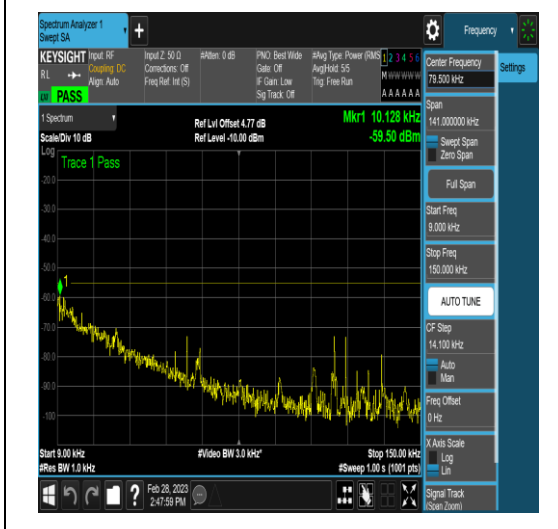 Spectrum Analyzer 1
Swept SA
Frequency
KEYSIGHT
Input: RF
Coupling: DC
Align: Auto
Input Z: 50 Ω
Corrections: Off
Freq Ref: Int (S)
#Atten: 0 dB
PNO: Best Wide
Gate: Off
IF Gain: Low
Sig Track: Off
#Avg Type: Power (RMS
Avg|Hold: 5/5
Trig: Free Run
1 2 3 4 5 6
M W W W W W
A A A A A A
RL
PASS
1 Spectrum
Scale/Div 10 dB
Ref Lvl Offset 4.77 dB
Ref Level -10.00 dBm
Mkr1 10.128 kHz
-59.50 dBm
Log
Trace 1 Pass
-20.0
-30.0
-40.0
-50.0
1
-60.0
-70.0
-80.0
-90.0
-100
Start 9.00 kHz
#Res BW 1.0 kHz
#Video BW 3.0 kHz*
Stop 150.00 kHz
#Sweep 1.00 s (1001 pts)
Feb 28, 2023
2:47:59 PM
Center Frequency
79.500 kHz
Settings
Span
141.000000 kHz
Swept Span
Zero Span
Full Span
Start Freq
9.000 kHz
Stop Freq
150.000 kHz
AUTO TUNE
CF Step
14.100 kHz
Auto
Man
Freq Offset
0 Hz
X Axis Scale
Log
Lin
Signal Track
(Span Zoom)